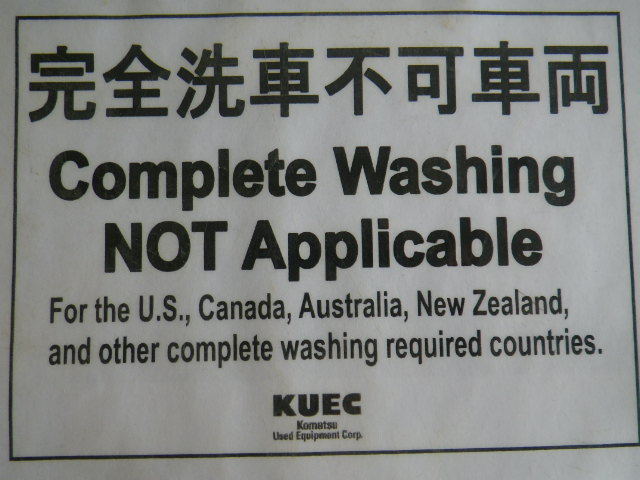 完全洗車不可車両
Complete Washing
NOT Applicable
For the U.S., Canada, Australia, New Zealand,
and other complete washing required countries.
KUEC
Komatsu
Used Equipment Corp.